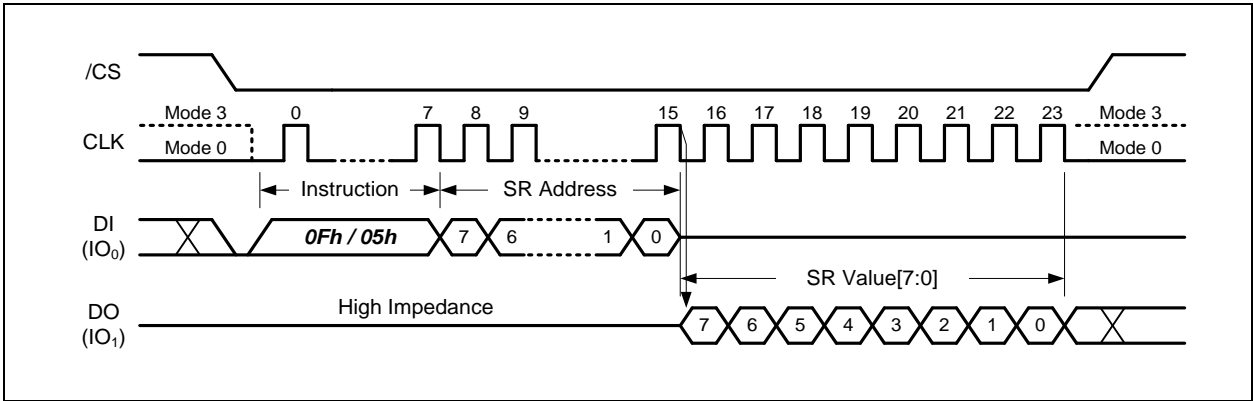 /CS
Mode 3 0 7 8 9 15 16 17 18 19 20 21 22 23 Mode 3
CLK
Mode 0 Mode 0
Instruction SR Address
DI
(IO₀)
0Fh / 05h 7 6 1 0
SR Value[7:0]
High Impedance
DO
(IO₁)
7 6 5 4 3 2 1 0